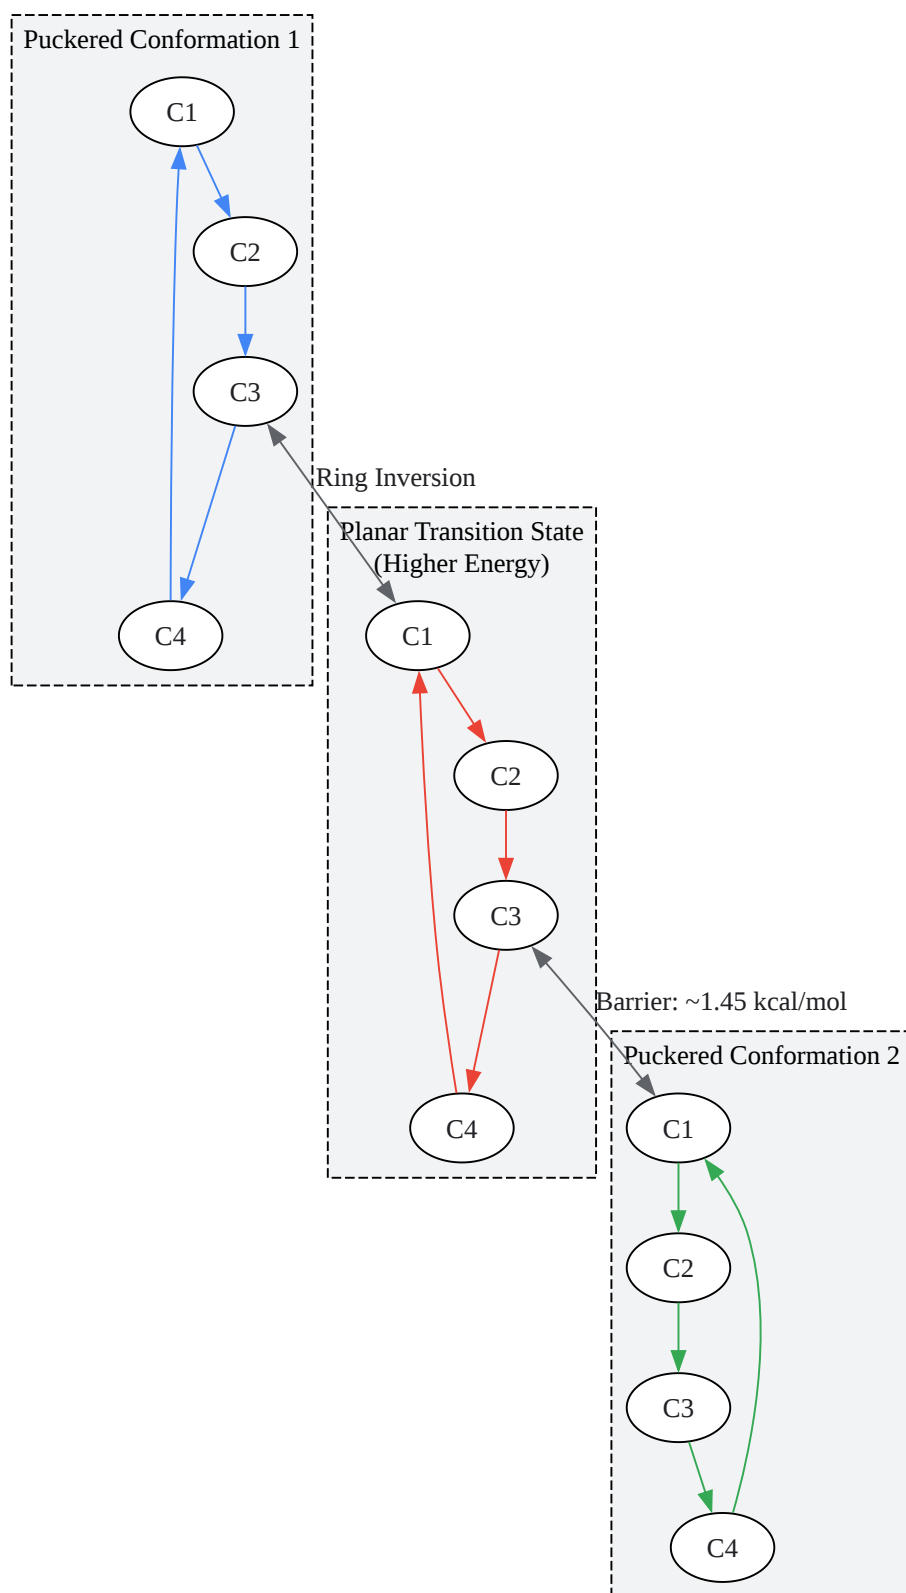 Puckered Conformation 1
C1
C2
C3
Ring Inversion
Planar Transition State
(Higher Energy)
C4
C1
C2
C3
Barrier: ~1.45 kcal/mol
Puckered Conformation 2
C4
C1
C2
C3
C4